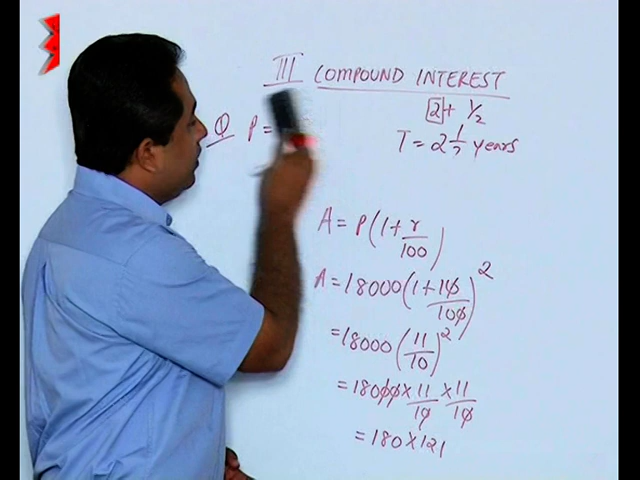 III COMPOUND INTEREST
2 + 1/2
Q P =
T = 2 1/2 years
A = P(1 + r/100)
A = 18000(1 + 10/100)^2
= 18000(11/10)^2
= 18000 × 11/10 × 11/10
= 180 × 121